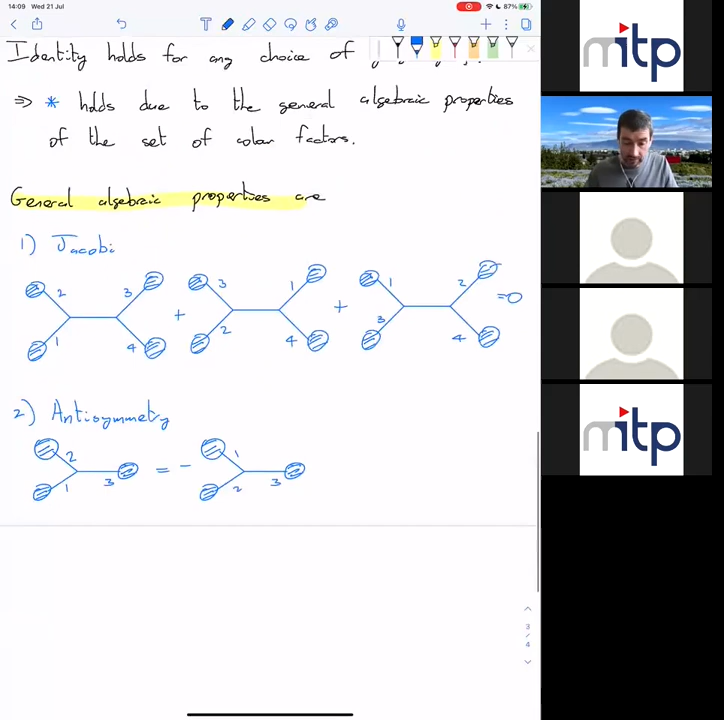 14:09 Wed 21 Jul
87%
mitp
Identity holds for any choice of
⇒ * holds due to the general algebraic properties
of the set of color factors.
General algebraic properties are
1) Jacobi
2 3 3 1 1 2
+ + =0
1 4 2 4 3 4
2) Antisymmetry
2 1
= -
1 3 2 3
3
/
4
mitp